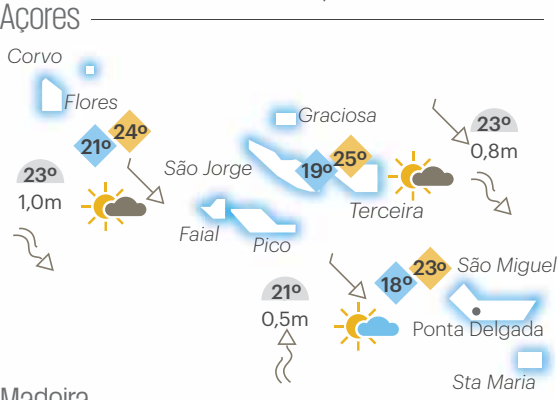 Açores
Corvo
Flores
21º 24º
23º
1,0m
Graciosa
São Jorge
19º 25º
Terceira
23º
0,8m
Faial
Pico
21º
0,5m
18º 23º
São Miguel
Ponta Delgada
Sta Maria
Madeira